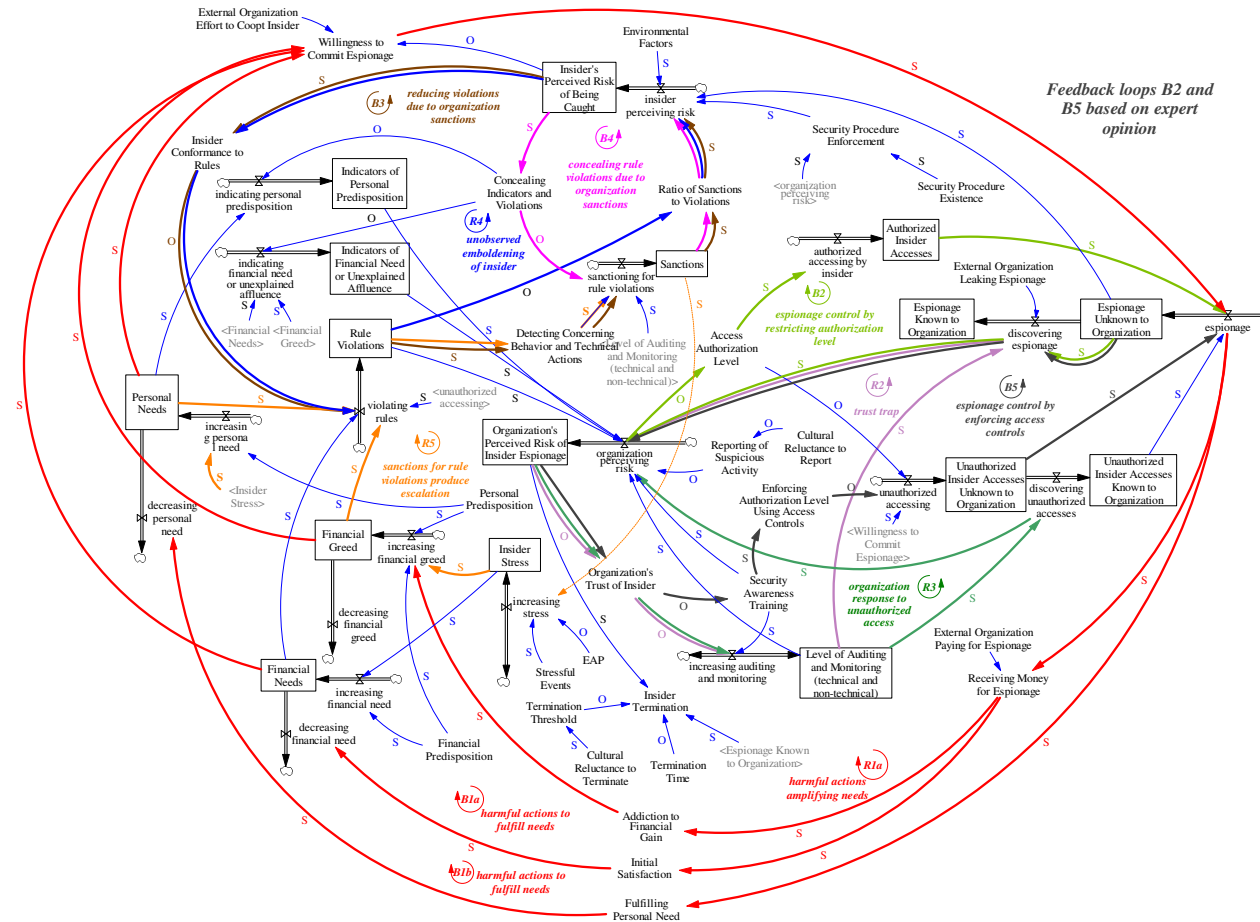 External Organization
Effort to Coopt Insider
Willingness to
Commit Espionage
Environmental
Factors
Insider's
Perceived Risk
of Being
Caught
insider
perceiving risk
Feedback loops B2 and
B5 based on expert
opinion
B3
reducing violations
due to organization
sanctions
B4
concealing rule
violations due to
organization
sanctions
Insider
Conformance to
Rules
Security Procedure
Enforcement
<organization
perceiving
risk>
Security Procedure
Existence
indicating personal
predisposition
Indicators of
Personal
Predisposition
Concealing
Indicators and
Violations
Ratio of Sanctions
to Violations
R4
unobserved
emboldening
of insider
indicating
financial need
or unexplained
affluence
Indicators of
Financial Need
or Unexplained
Affluence
<Financial
Needs>
<Financial
Greed>
sanctioning for
rule violations
Sanctions
authorized
accessing by
insider
Authorized
Insider
Accesses
External Organization
Leaking Espionage
B2
espionage control by
restricting authorization
level
Espionage
Known to
Organization
discovering
espionage
Espionage
Unknown to
Organization
espionage
Rule
Violations
Detecting Concerning
Behavior and Technical
Actions
Level of Auditing
and Monitoring
(technical and
non-technical)>
Access
Authorization
Level
R2
trust trap
B5
espionage control by
enforcing access
controls
Personal
Needs
increasin
g persona
l need
violating
rules
<unauthorized
accessing>
R5
sanctions for rule
violations produce
escalation
Organization's
Perceived Risk of
Insider Espionage
organization
perceiving
risk
Reporting of
Suspicious
Activity
Cultural
Reluctance to
Report
<Insider
Stress>
decreasing
personal
need
Personal
Predisposition
Enforcing
Authorization Level
Using Access
Controls
unauthorized
accessing
Unauthorized
Insider Accesses
Unknown to
Organization
discovering
unauthorized
accesses
Unauthorized
Insider Accesses
Known to
Organization
<Willingness to
Commit
Espionage>
Financial
Greed
increasing
financial greed
Insider
Stress
Organization's
Trust of Insider
Security
Awareness
Training
organization
response to
unauthorized
access
R3
decreasing
financial
greed
increasing
stress
EAP
Stressful
Events
increasing auditing
and monitoring
Level of Auditing
and Monitoring
(technical and
non-technical)
External Organization
Paying for Espionage
Receiving Money
for Espionage
Financial
Needs
increasing
financial need
decreasing
financial need
Financial
Predisposition
Termination
Threshold
Insider
Termination
Cultural
Reluctance to
Terminate
Termination
Time
<Espionage Known
to Organization>
R1a
harmful actions
amplifying needs
B1a
harmful actions to
fulfill needs
Addiction to
Financial
Gain
B1b
harmful actions to
fulfill needs
Initial
Satisfaction
Fulfilling
Personal Need